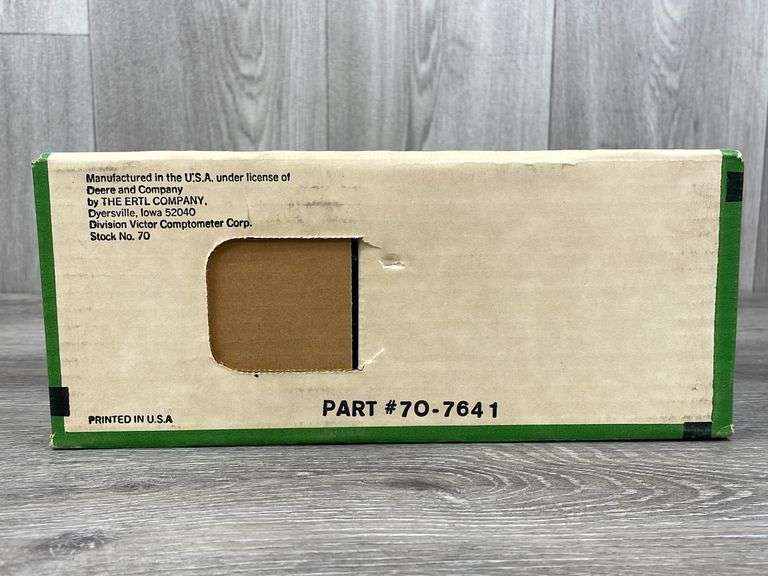 Manufactured in the U.S.A. under license of
Deere and Company
by THE ERTL COMPANY,
Dyersville, Iowa 52040
Division Victor Comptometer Corp.
Stock No. 70
PART #70-7641
PRINTED IN U.S.A